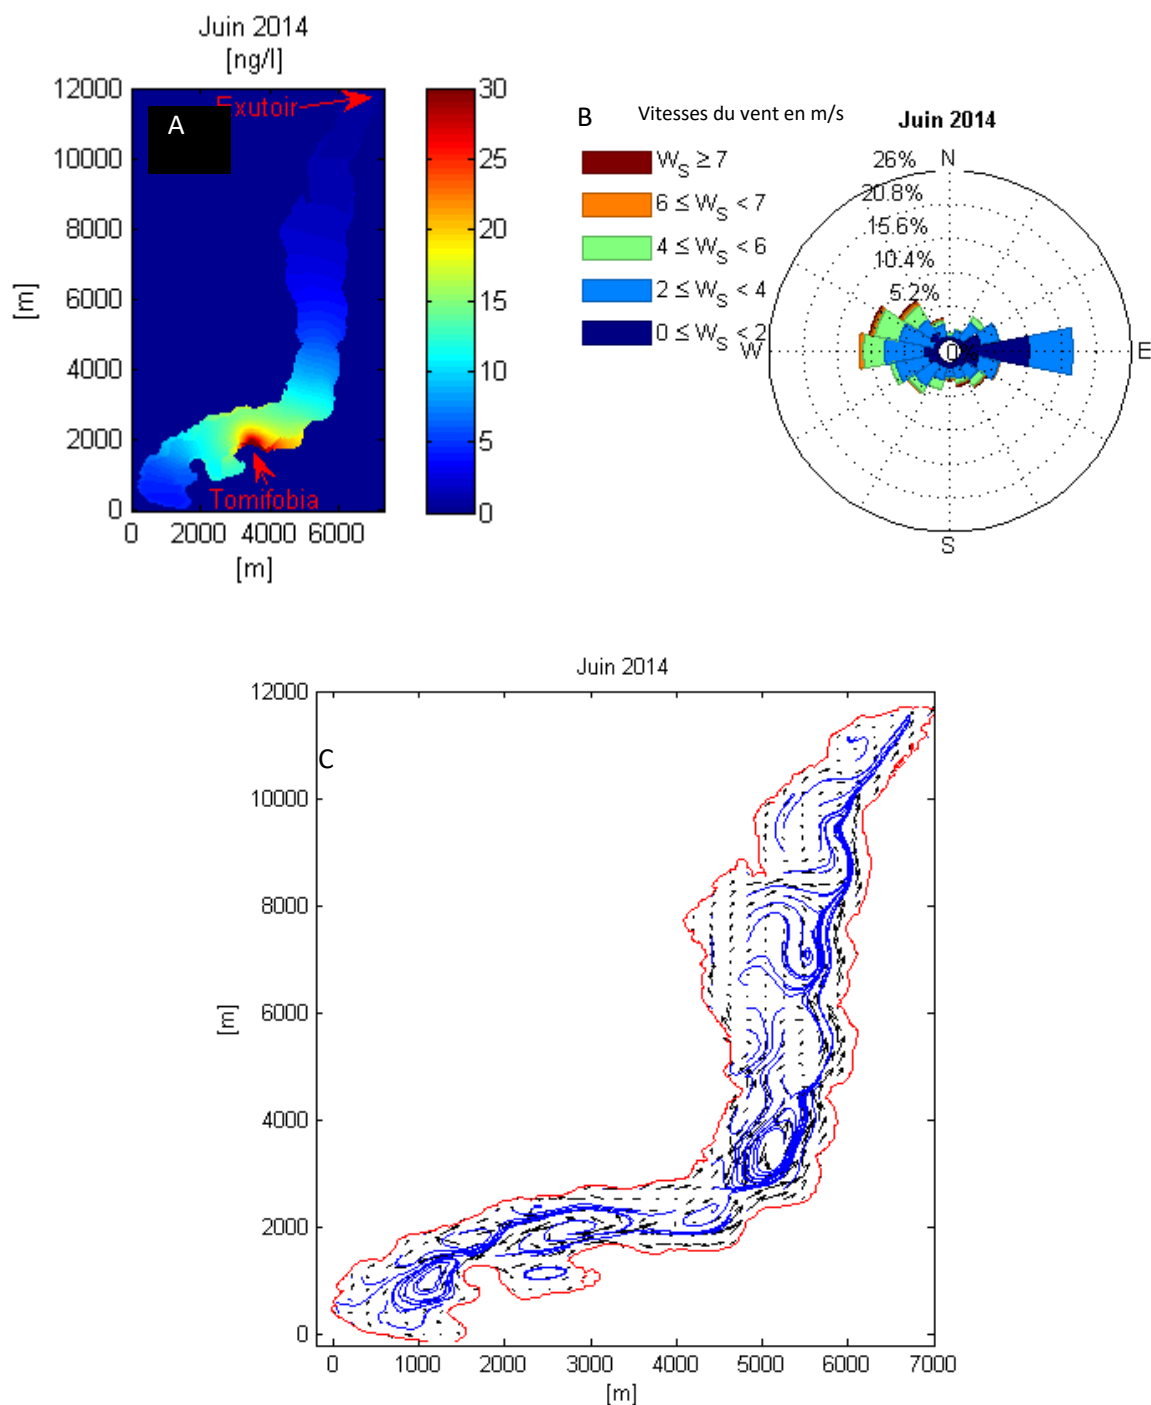 Juin 2014
[ng/l]
A
Exutoir
Tomifobia
12000
10000
8000
6000
4000
2000
0
[m]
0 2000 4000 6000
[m]
30
25
20
15
10
5
0
B Vitesses du vent en m/s
W_S ≥ 7
6 ≤ W_S < 7
4 ≤ W_S < 6
2 ≤ W_S < 4
0 ≤ W_S < 2
Juin 2014
N
26%
20.8%
15.6%
10.4%
5.2%
W
E
S
Juin 2014
C
12000
10000
8000
6000
4000
2000
0
[m]
0 1000 2000 3000 4000 5000 6000 7000
[m]